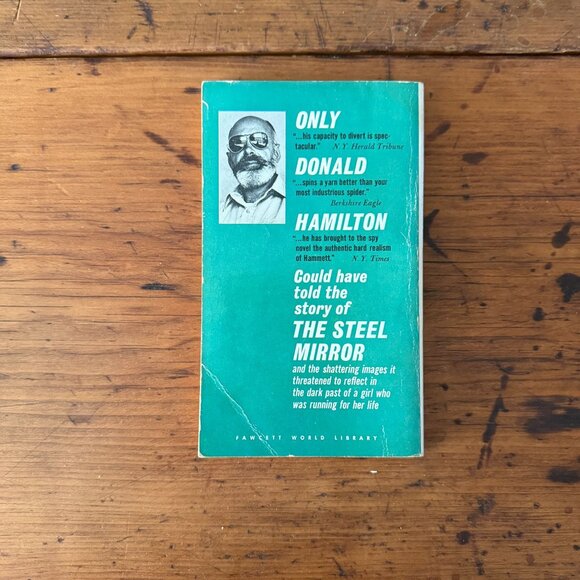 ONLY
"...his capacity to divert is spec-
tacular." N.Y. Herald Tribune
DONALD
"...spins a yarn better than your
most industrious spider."
Berkshire Eagle
HAMILTON
"...he has brought to the spy
novel the authentic hard realism
of Hammett." N.Y. Times
Could have
told the
story of
THE STEEL
MIRROR
and the shattering images it
threatened to reflect in
the dark past of a girl who
was running for her life
FAWCETT WORLD LIBRARY